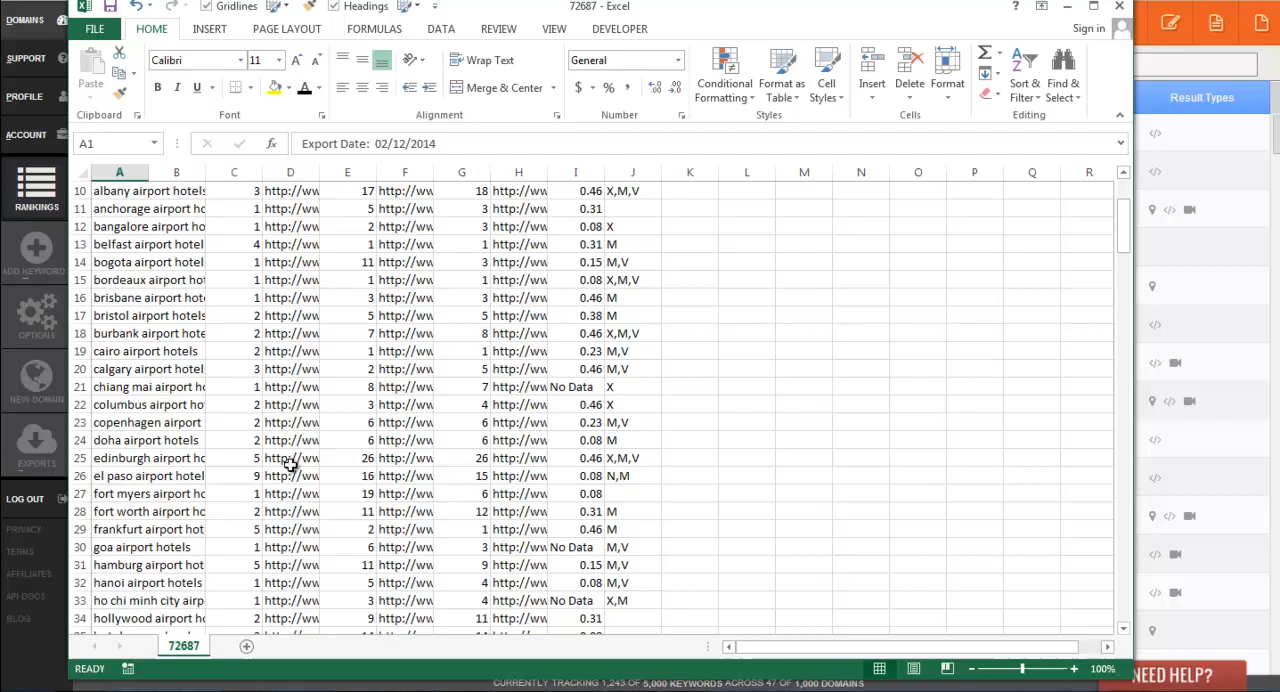 DOMAINS
SUPPORT
PROFILE
ACCOUNT
RANKINGS
ADD KEYWORD
OPTIONS
NEW DOMAIN
EXPORTS
LOG OUT
PRIVACY
TERMS
AFFILIATES
API DOCS
BLOG
Gridlines Headings
72687 - Excel
FILE HOME INSERT PAGE LAYOUT FORMULAS DATA REVIEW VIEW DEVELOPER Sign in
Calibri 11 Wrap Text General
Paste B I U Merge & Center $ % Conditional Formatting Format as Table Cell Styles Insert Delete Format Sort & Filter Find & Select
Clipboard Font Alignment Number Styles Cells Editing
A1 fx Export Date: 02/12/2014
A B C D E F G H I J K L M N O P Q R
10 albany airport hotels 3 http://ww 17 http://ww 18 http://ww 0.46 X,M,V
11 anchorage airport ho 1 http://ww 5 http://ww 3 http://ww 0.31
12 bangalore airport ho 1 http://ww 2 http://ww 3 http://ww 0.08 X
13 belfast airport hotel 4 http://ww 1 http://ww 1 http://ww 0.31 M
14 bogota airport hotel 1 http://ww 11 http://ww 3 http://ww 0.15 M,V
15 bordeaux airport hot 1 http://ww 1 http://ww 1 http://ww 0.08 X,M,V
16 brisbane airport hot 1 http://ww 3 http://ww 3 http://ww 0.46 M
17 bristol airport hotels 2 http://ww 5 http://ww 5 http://ww 0.38 M
18 burbank airport hote 2 http://ww 7 http://ww 8 http://ww 0.46 X,M,V
19 cairo airport hotels 2 http://ww 1 http://ww 1 http://ww 0.23 M,V
20 calgary airport hotel 3 http://ww 2 http://ww 5 http://ww 0.46 M,V
21 chiang mai airport ho 1 http://ww 8 http://ww 7 http://ww No Data X
22 columbus airport ho 2 http://ww 3 http://ww 4 http://ww 0.46 X
23 copenhagen airport 2 http://ww 6 http://ww 6 http://ww 0.23 M,V
24 doha airport hotels 2 http://ww 6 http://ww 6 http://ww 0.08 M
25 edinburgh airport ho 5 http://ww 26 http://ww 26 http://ww 0.46 X,M,V
26 el paso airport hotel 9 http://ww 16 http://ww 15 http://ww 0.08 N,M
27 fort myers airport ho 1 http://ww 19 http://ww 6 http://ww 0.08
28 fort worth airport ho 2 http://ww 11 http://ww 12 http://ww 0.31 M
29 frankfurt airport hot 5 http://ww 2 http://ww 1 http://ww 0.46 M
30 goa airport hotels 1 http://ww 6 http://ww 3 http://ww No Data M,V
31 hamburg airport hot 5 http://ww 11 http://ww 9 http://ww 0.15 M,V
32 hanoi airport hotels 1 http://ww 5 http://ww 4 http://ww 0.08 M,V
33 ho chi minh city airp 1 http://ww 3 http://ww 4 http://ww No Data X,M
34 hollywood airport ho 2 http://ww 9 http://ww 11 http://ww 0.31
72687
READY 100%
Result Types
CURRENTLY TRACKING 1,243 OF 5,000 KEYWORDS ACROSS 47 OF 1,000 DOMAINS
NEED HELP?